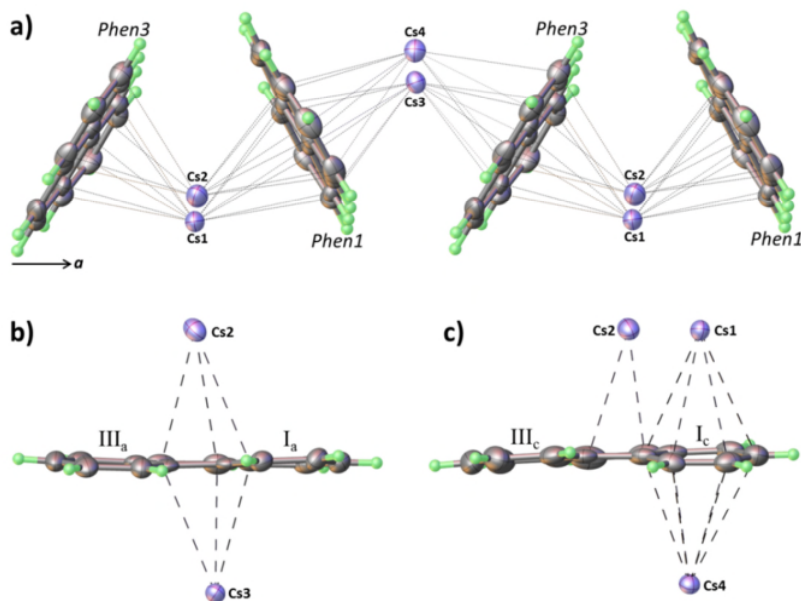 a)
Phen3
Phen1
Cs4
Cs3
Phen3
Cs2
Cs1
Cs2
Cs1
Phen1
a
b)
Cs2
IIIa
Ia
Cs3
c)
Cs2
Cs1
IIIc
Ic
Cs4